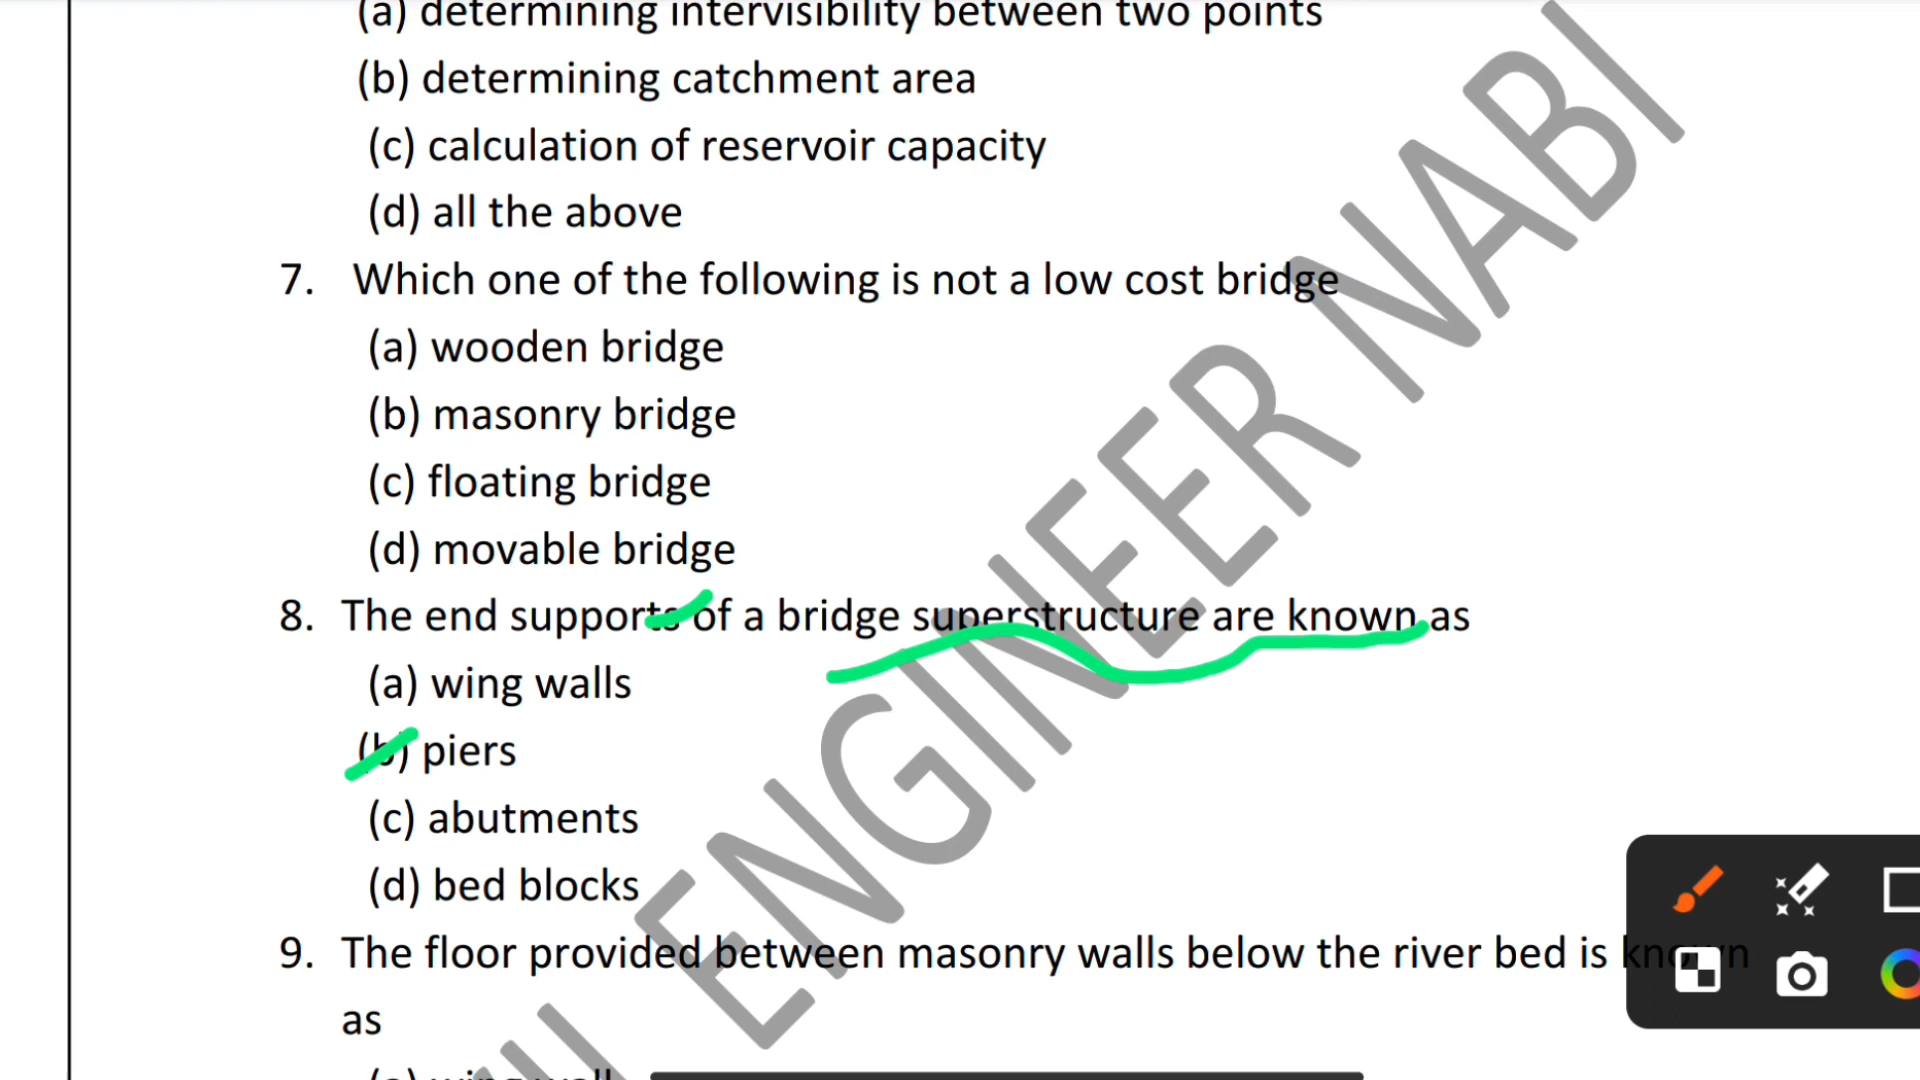 (a) determining intervisibility between two points
(b) determining catchment area
(c) calculation of reservoir capacity
(d) all the above
7. Which one of the following is not a low cost bridge
(a) wooden bridge
(b) masonry bridge
(c) floating bridge
(d) movable bridge
8. The end supports of a bridge superstructure are known as
(a) wing walls
(b) piers
(c) abutments
(d) bed blocks
9. The floor provided between masonry walls below the river bed is known
as
(a) wing wall
ENGINEER NABI